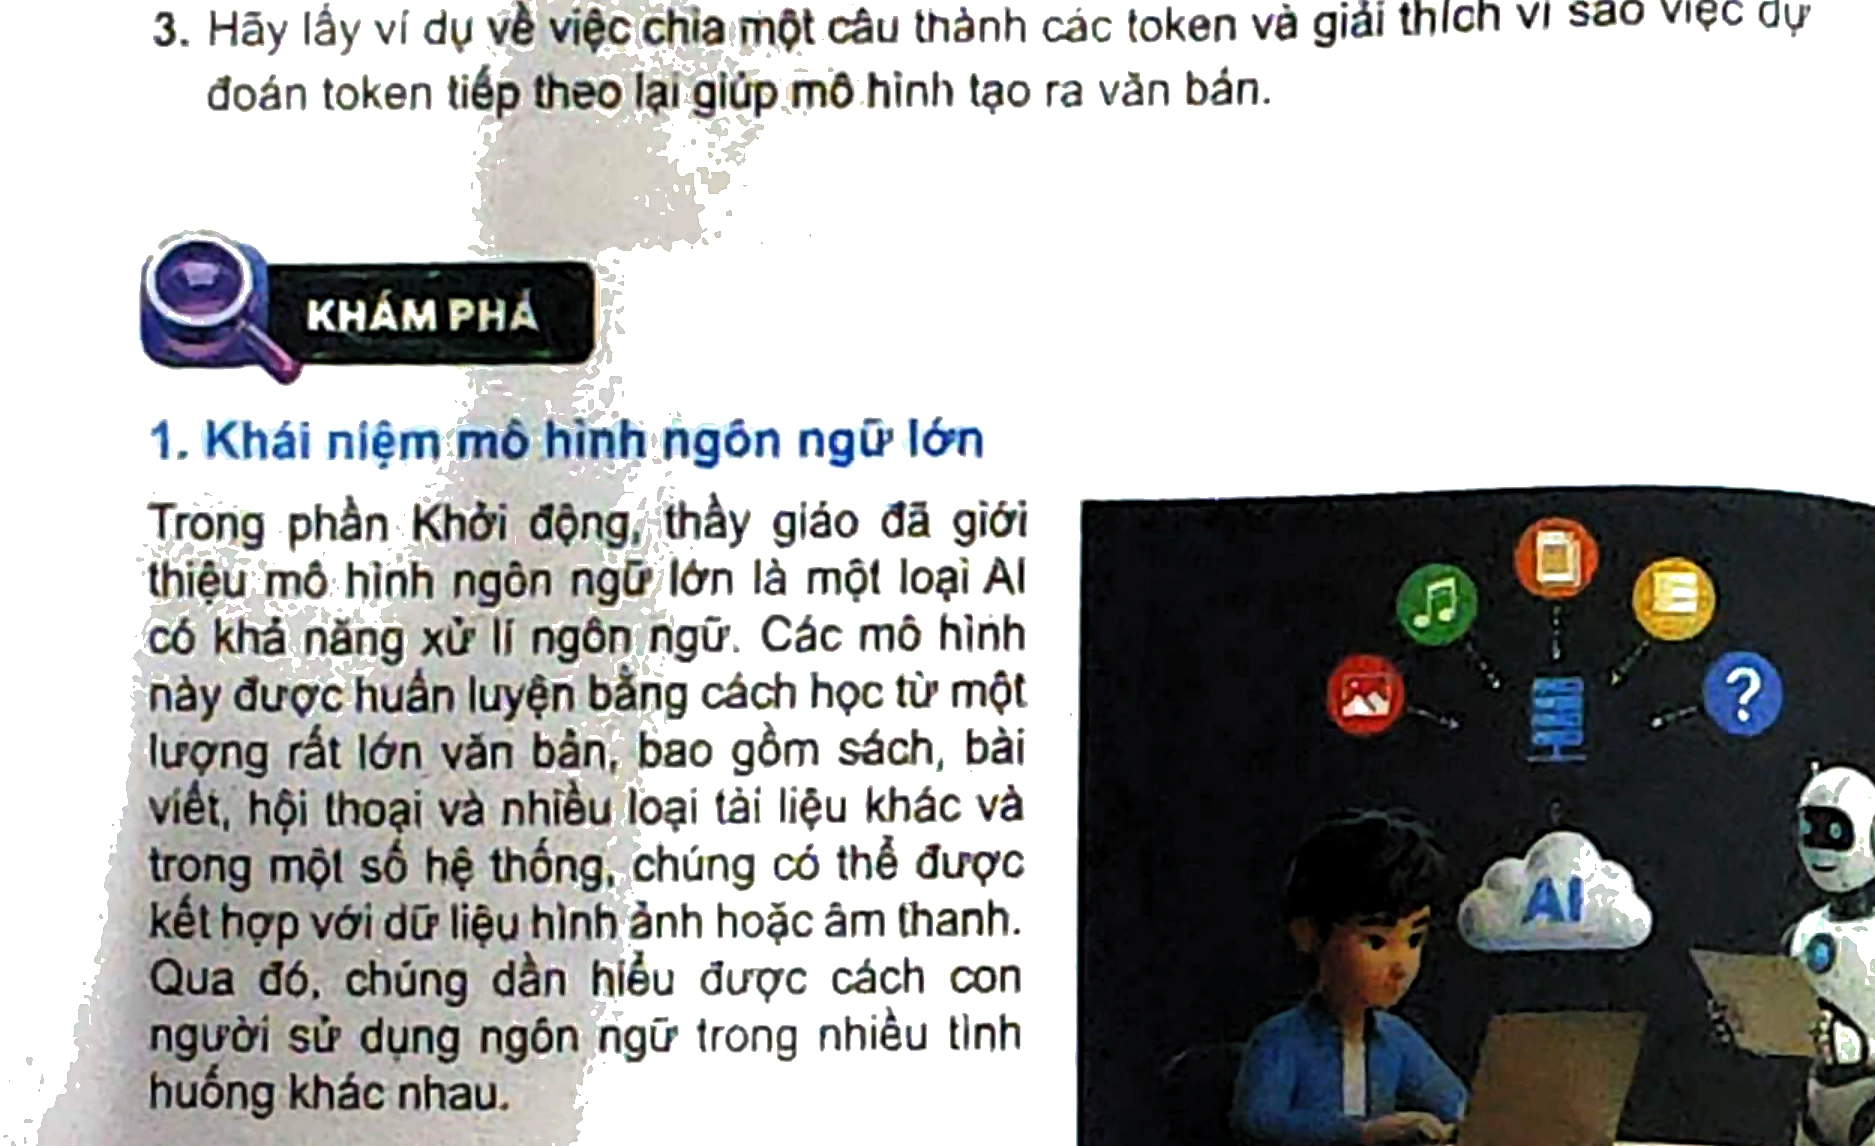 3. Hãy lấy ví dụ về việc chia một câu thành các token và giải thích vì sao việc dự
đoán token tiếp theo lại giúp mô hình tạo ra văn bản.
KHÁM PHÁ
1. Khái niệm mô hình ngôn ngữ lớn
Trong phần Khởi động, thầy giáo đã giới
thiệu mô hình ngôn ngữ lớn là một loại AI
có khả năng xử lí ngôn ngữ. Các mô hình
này được huấn luyện bằng cách học từ một
lượng rất lớn văn bản, bao gồm sách, bài
viết, hội thoại và nhiều loại tài liệu khác và
trong một số hệ thống, chúng có thể được
kết hợp với dữ liệu hình ảnh hoặc âm thanh.
Qua đó, chúng dần hiểu được cách con
người sử dụng ngôn ngữ trong nhiều tình
huống khác nhau.
?
AI